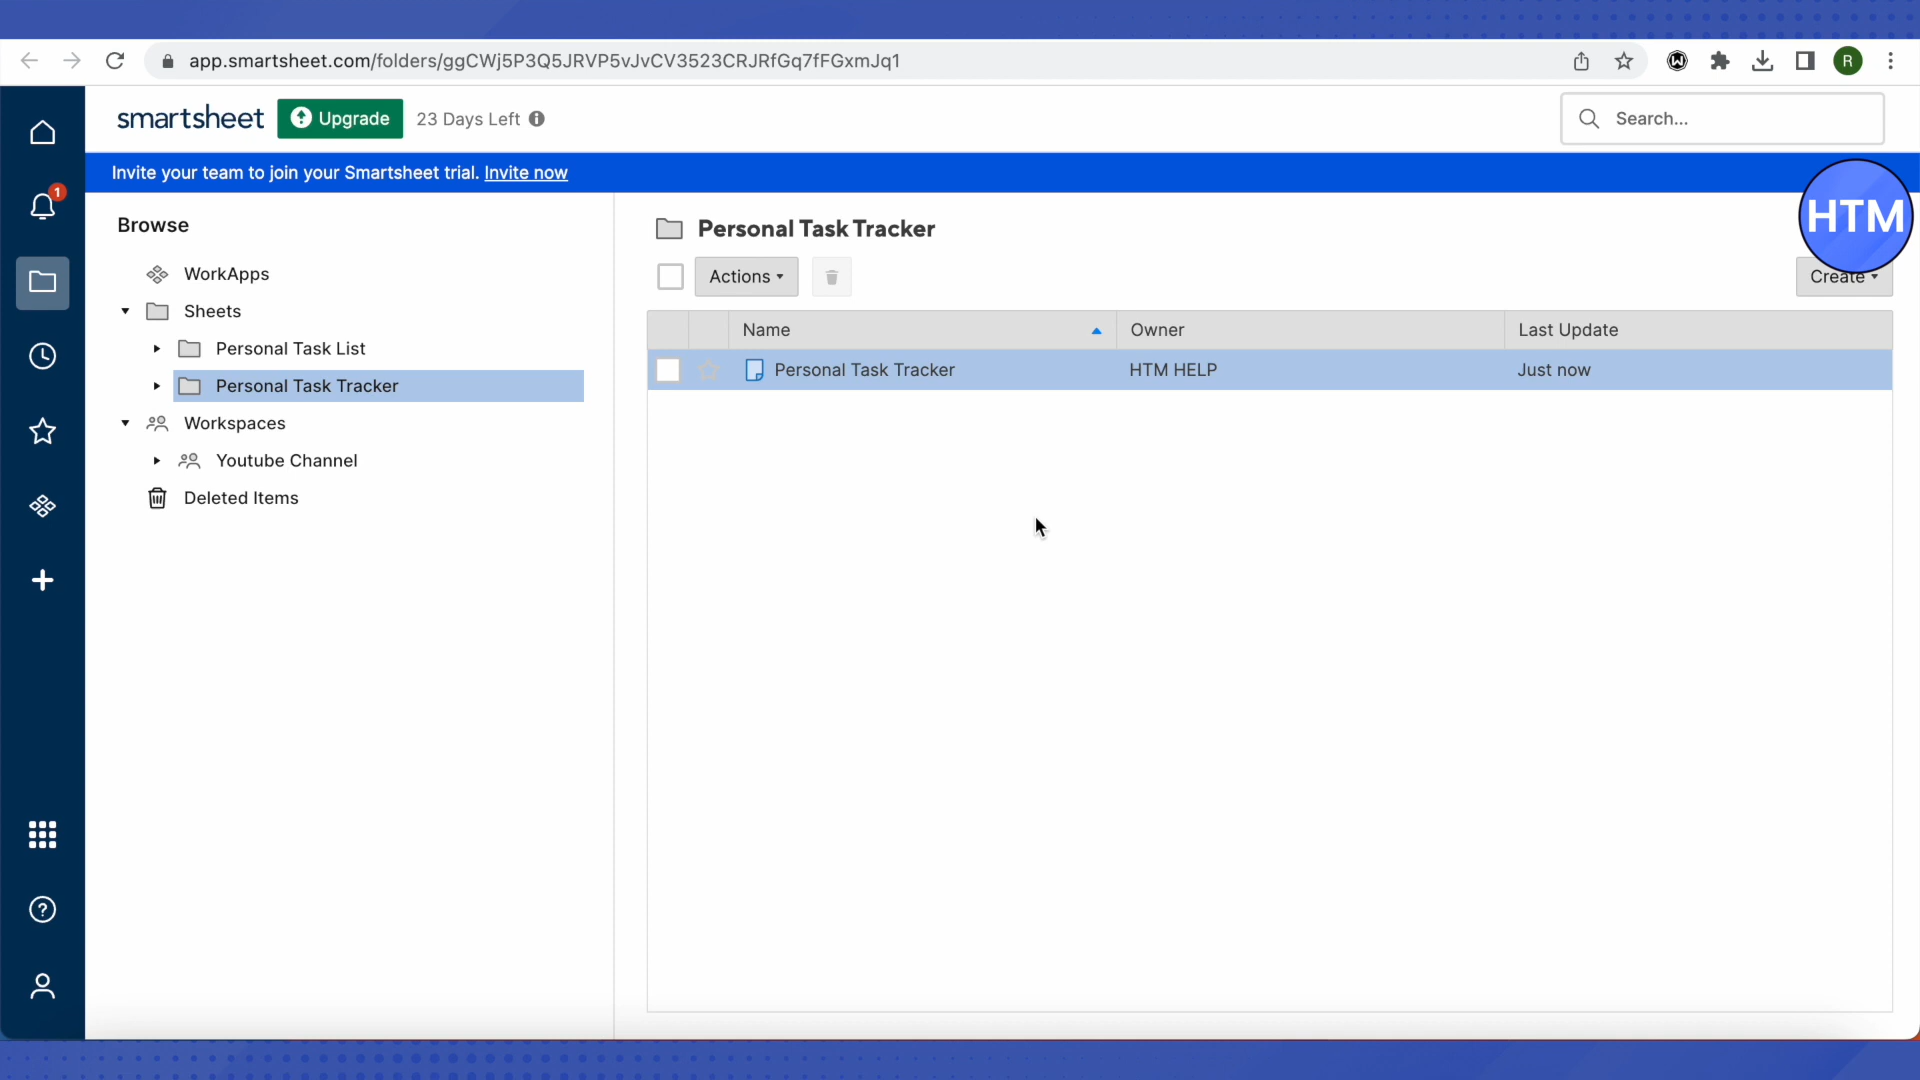 app.smartsheet.com/folders/ggCWj5P3Q5JRVP5vJvCV3523CRJRfGq7fFGxmJq1
W
R
smartsheet
Upgrade
23 Days Left
Search...
1
Invite your team to join your Smartsheet trial. Invite now
HTM
Browse
WorkApps
Sheets
Personal Task List
Personal Task Tracker
Workspaces
Youtube Channel
Deleted Items
Personal Task Tracker
Actions
Create
Name
Owner
Last Update
Personal Task Tracker
HTM HELP
Just now